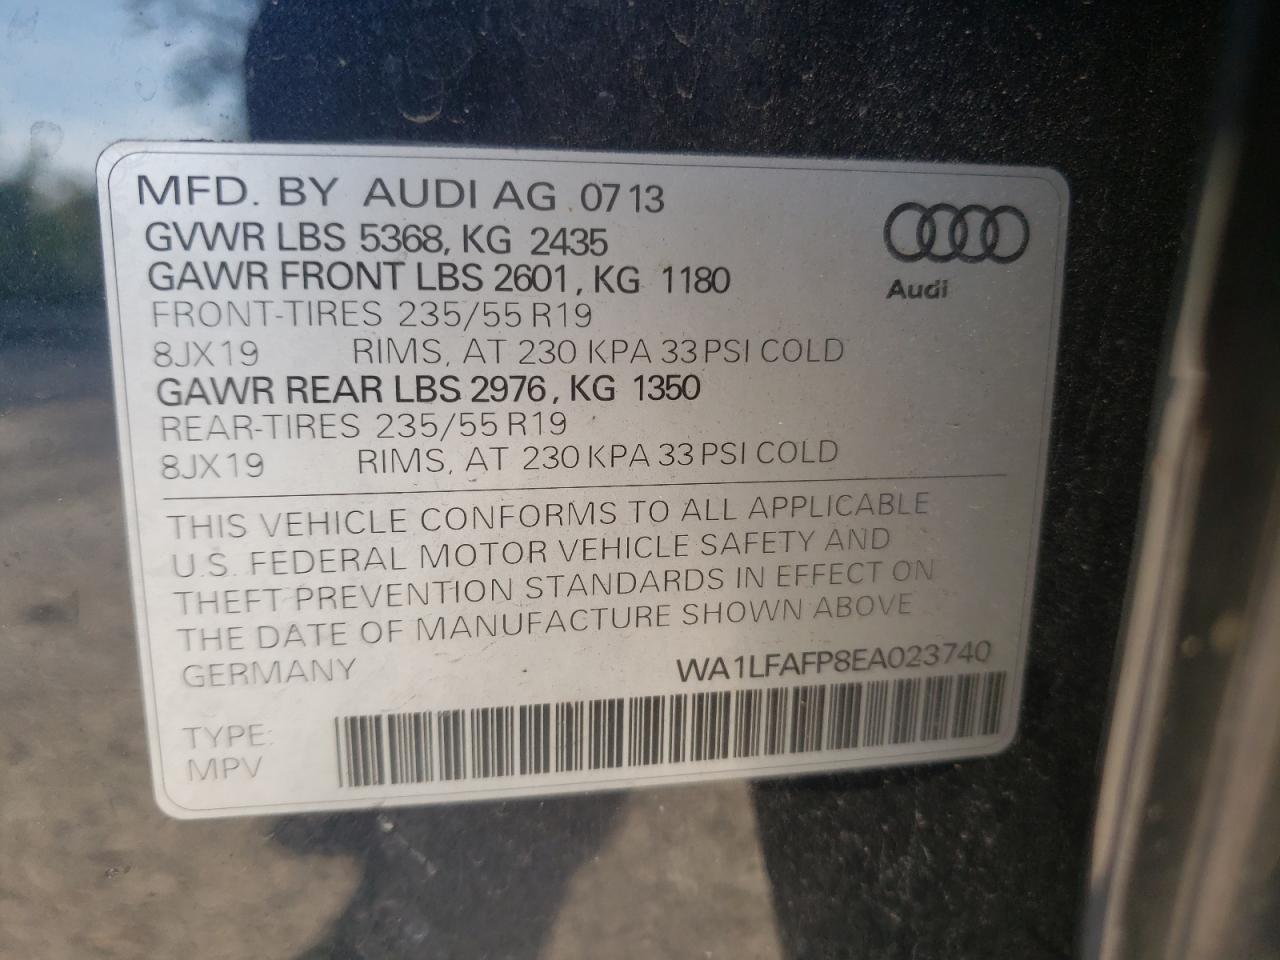 MFD. BY AUDI AG 07 13
GVWR LBS 5368, KG 2435
GAWR FRONT LBS 2601, KG 1180
FRONT-TIRES 235/55 R19
8JX19 RIMS, AT 230 KPA 33 PSI COLD
GAWR REAR LBS 2976, KG 1350
REAR-TIRES 235/55 R19
8JX19 RIMS, AT 230 KPA 33 PSI COLD
Audi
THIS VEHICLE CONFORMS TO ALL APPLICABLE
U.S. FEDERAL MOTOR VEHICLE SAFETY AND
THEFT PREVENTION STANDARDS IN EFFECT ON
THE DATE OF MANUFACTURE SHOWN ABOVE
GERMANY WA1LFAFP8EA023740
TYPE:
MPV